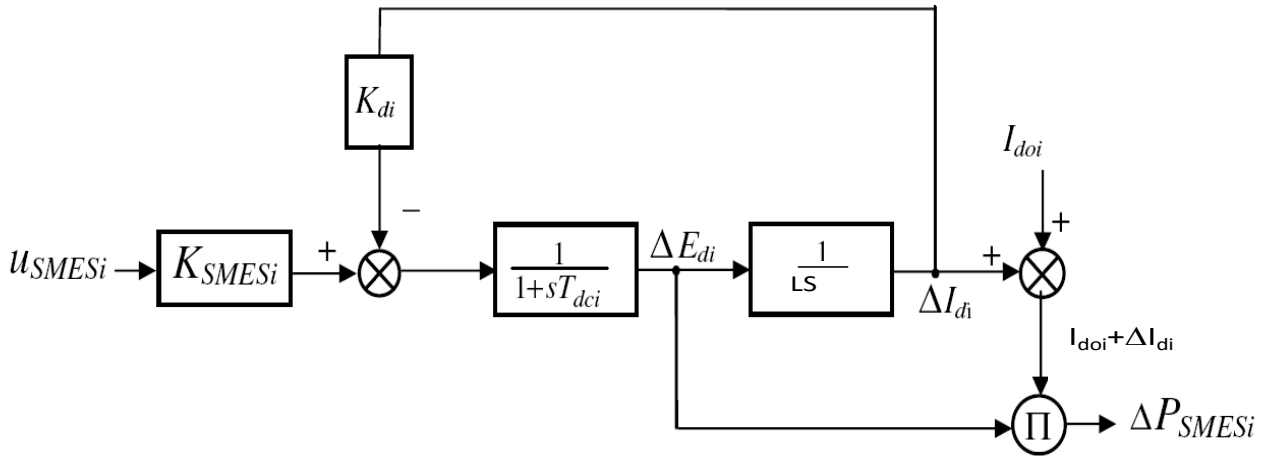 K_di
I_doi
−
+
u_SMESi
K_SMESi
+
1
1+sT_dci
ΔE_di
1
LS
+
ΔI_di
I_doi+ΔI_di
Π
ΔP_SMESi